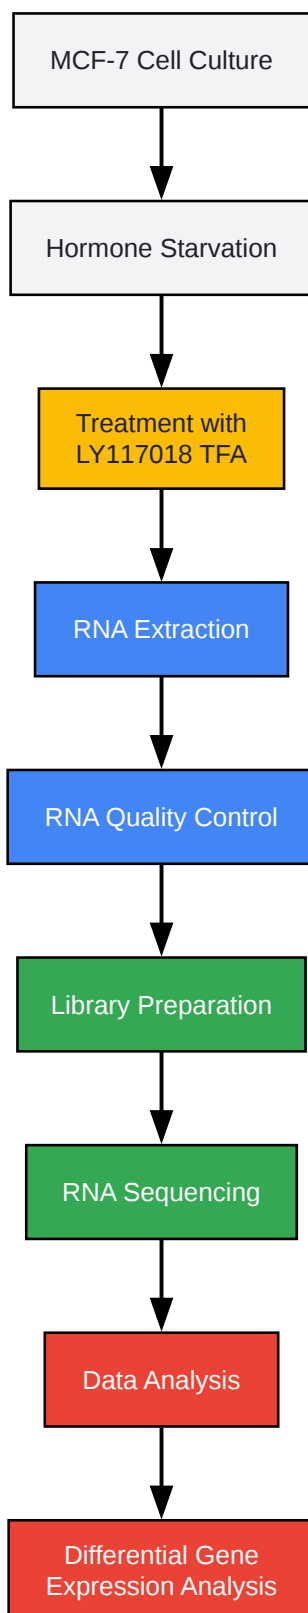 MCF-7 Cell Culture
Hormone Starvation
Treatment with
LY117018 TFA
RNA Extraction
RNA Quality Control
Library Preparation
RNA Sequencing
Data Analysis
Differential Gene
Expression Analysis